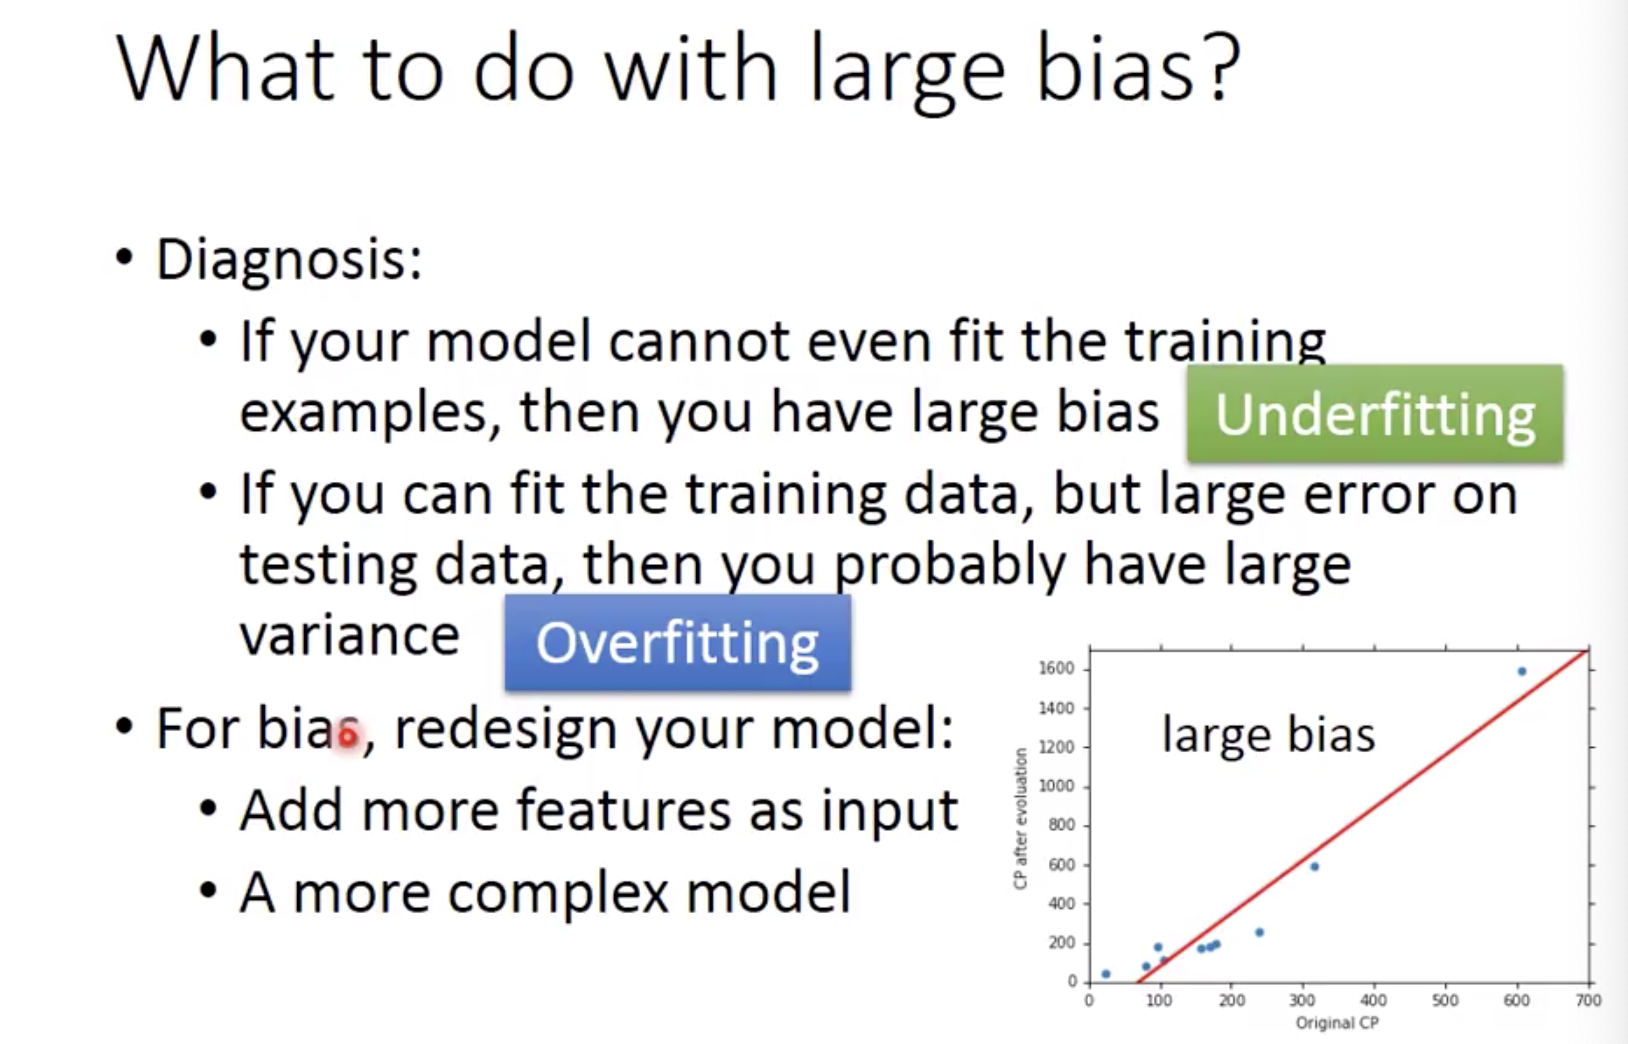 What to do with large bias?
• Diagnosis:
• If your model cannot even fit the training
examples, then you have large bias
Underfitting
• If you can fit the training data, but large error on
testing data, then you probably have large
variance
Overfitting
• For bias, redesign your model:
• Add more features as input
• A more complex model
large bias
CP after evoluation
1600
1400
1200
1000
800
600
400
200
0
0 100 200 300 400 500 600 700
Original CP